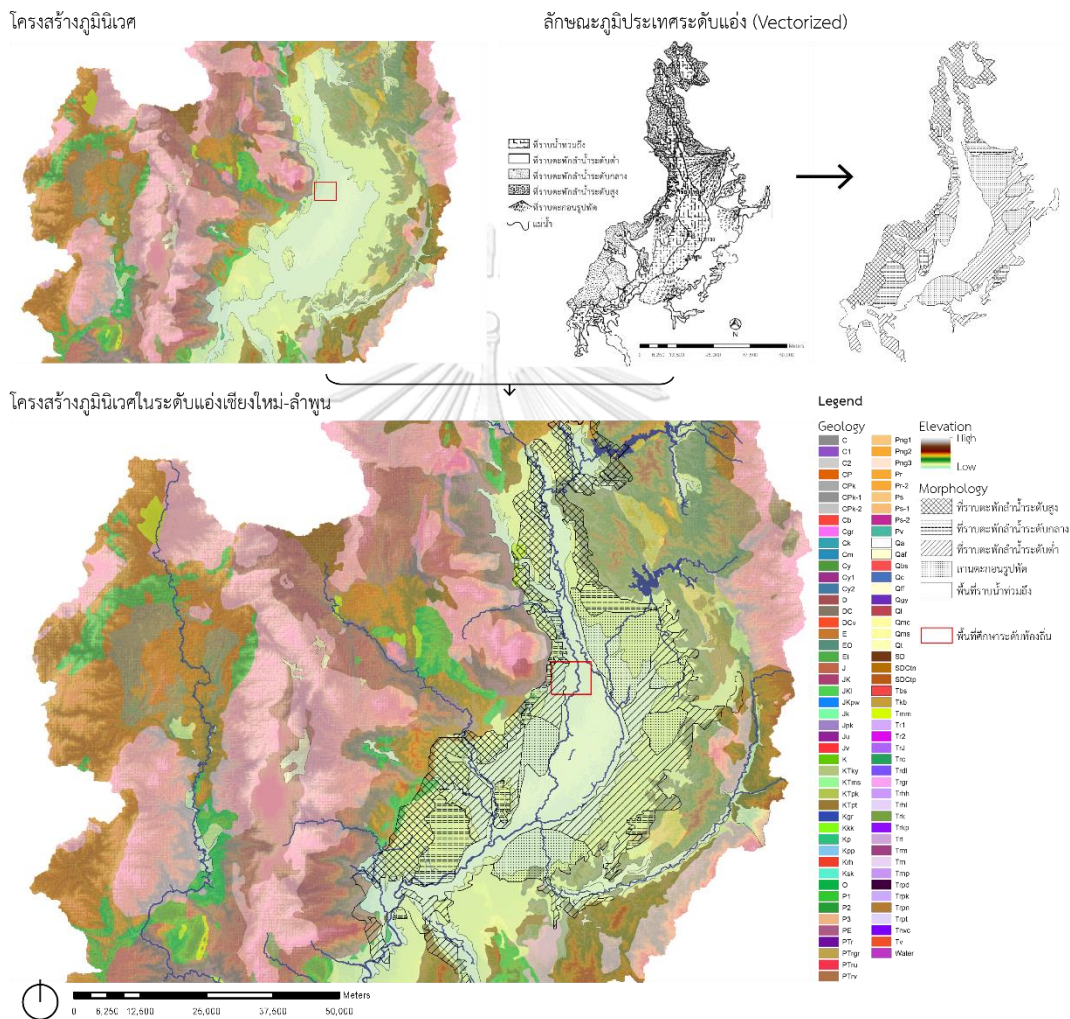 โครงสร้างภูมินิเวศ
ลักษณะภูมิประเทศระดับแอ่ง (Vectorized)
ที่ราบน้ำท่วมถึง
ที่ราบตะพักลำน้ำระดับต่ำ
ที่ราบตะพักลำน้ำระดับกลาง
ที่ราบตะพักลำน้ำระดับสูง
ที่ราบตะกอนรูปพัด
แม่น้ำ
N
Meters
0 6,250 12,500 25,000 37,500 50,000
โครงสร้างภูมินิเวศในระดับแอ่งเชียงใหม่-ลำพูน
Legend
Geology
C
C1
C2
CP
CPk
CPk-1
CPk-2
Cb
Cgr
Ck
Cm
Cy
Cy1
Cy2
D
DC
DCv
E
EO
Et
J
JK
JKl
JKpw
Jk
Jpk
Ju
Jv
K
KTky
KTms
KTpk
KTpt
Kgr
Kkk
Kp
Kpp
Krh
Ksk
O
P1
P2
P3
PE
PTr
PTrgr
PTru
PTrv
Png1
Png2
Png3
Pr
Pr-2
Ps
Ps-1
Ps-2
Pv
Qa
Qaf
Qbs
Qc
Qff
Qgy
Ql
Qmc
Qms
Qt
SD
SDCtn
SDCtp
Tbs
Tkb
Tmm
Tr1
Tr2
TrJ
Trc
Trdl
Trgr
Trhh
Trhl
Trk
Trkp
Trl
Trm
Trn
Trnp
Trpd
Trpk
Trpn
Trpt
Trwc
Tv
Water
Elevation
High
Low
Morphology
ที่ราบตะพักลำน้ำระดับสูง
ที่ราบตะพักลำน้ำระดับกลาง
ที่ราบตะพักลำน้ำระดับต่ำ
ลานตะกอนรูปพัด
พื้นที่ราบน้ำท่วมถึง
พื้นที่ศึกษาระดับท้องถิ่น
Meters
0 6,250 12,500 25,000 37,500 50,000